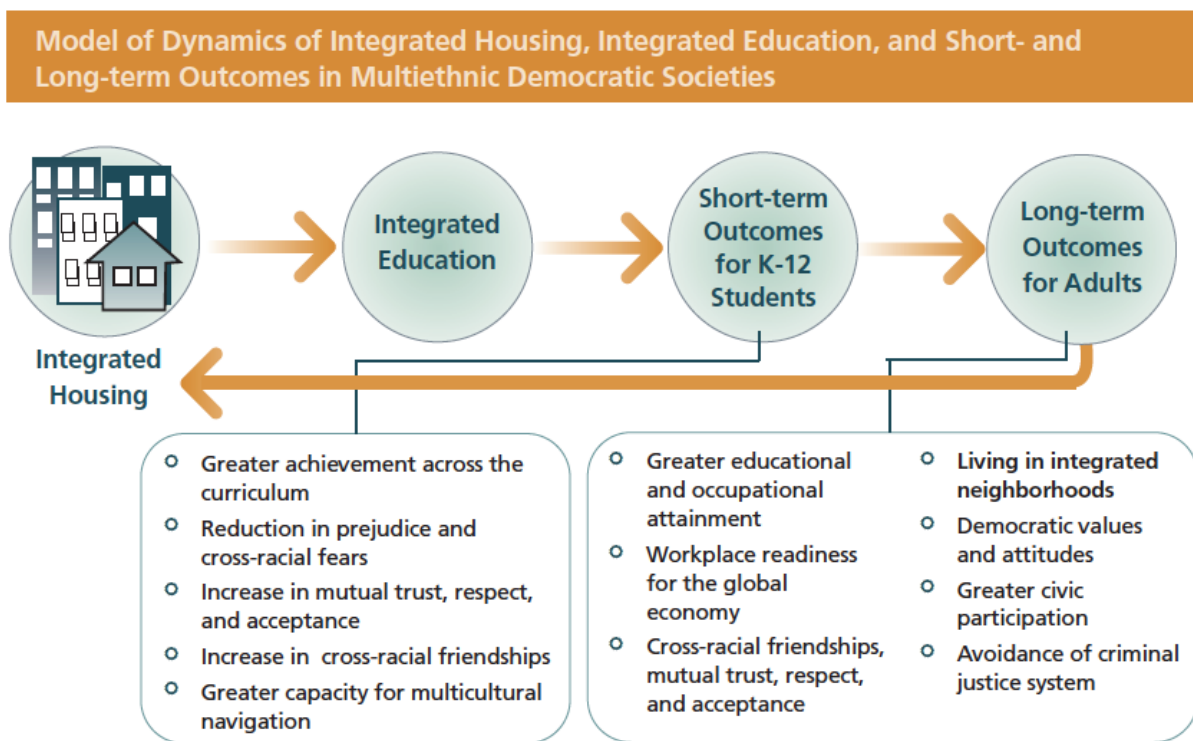 Model of Dynamics of Integrated Housing, Integrated Education, and Short- and
Long-term Outcomes in Multiethnic Democratic Societies
Integrated
Housing
Integrated
Education
Short-term
Outcomes
for K-12
Students
Long-term
Outcomes
for Adults
Greater achievement across the
curriculum
Reduction in prejudice and
cross-racial fears
Increase in mutual trust, respect,
and acceptance
Increase in cross-racial friendships
Greater capacity for multicultural
navigation
Greater educational
and occupational
attainment
Workplace readiness
for the global
economy
Cross-racial friendships,
mutual trust, respect,
and acceptance
Living in integrated
neighborhoods
Democratic values
and attitudes
Greater civic
participation
Avoidance of criminal
justice system